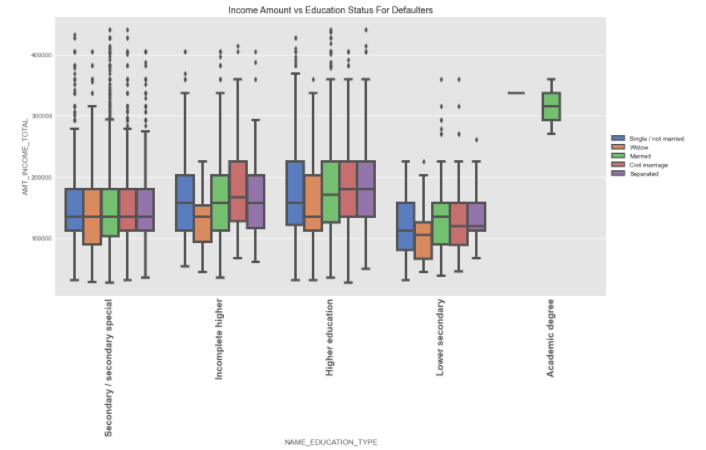 Income Amount vs Education Status For Defaulters
AMT_INCOME_TOTAL
400000
300000
200000
100000
Single / not married
Widow
Married
Civil marriage
Separated
Secondary / secondary special
Incomplete higher
Higher education
Lower secondary
Academic degree
NAME_EDUCATION_TYPE